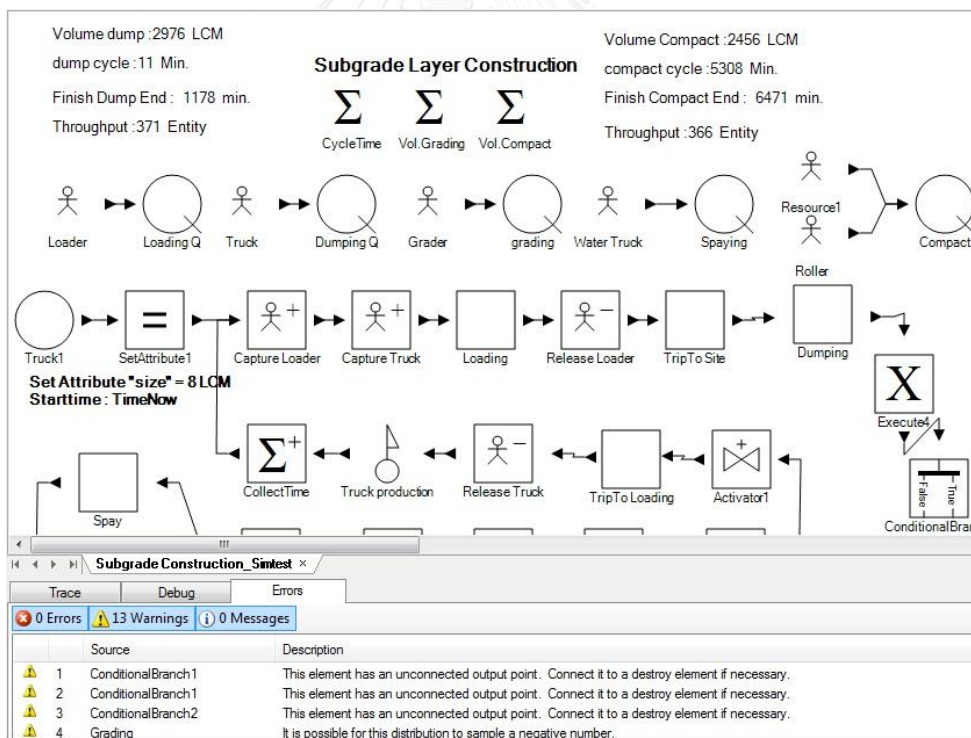 Volume dump :2976 LCM
dump cycle :11 Min.
Finish Dump End : 1178 min.
Throughput :371 Entity
Subgrade Layer Construction
Σ Σ Σ
CycleTime Vol.Grading Vol.Compact
Volume Compact :2456 LCM
compact cycle :5308 Min.
Finish Compact End : 6471 min.
Throughput :366 Entity
Loader Loading Q Truck Dumping Q Grader grading Water Truck Spaying Resource1 Compact
Roller
Truck1 SetAttribute1 Capture Loader Capture Truck Loading Release Loader TripTo Site Dumping
Set Attribute "size" = 8 LCM
Starttime : TimeNow
X
Execute4
False True
ConditionalBran
Σ+
CollectTime Truck production Release Truck TripTo Loading Activator1
Spay
Subgrade Construction_Simtest ×
Trace Debug Errors
0 Errors 13 Warnings 0 Messages
Source Description
1 ConditionalBranch1 This element has an unconnected output point. Connect it to a destroy element if necessary.
2 ConditionalBranch1 This element has an unconnected output point. Connect it to a destroy element if necessary.
3 ConditionalBranch2 This element has an unconnected output point. Connect it to a destroy element if necessary.
4 Grading It is possible for this distribution to sample a negative number.